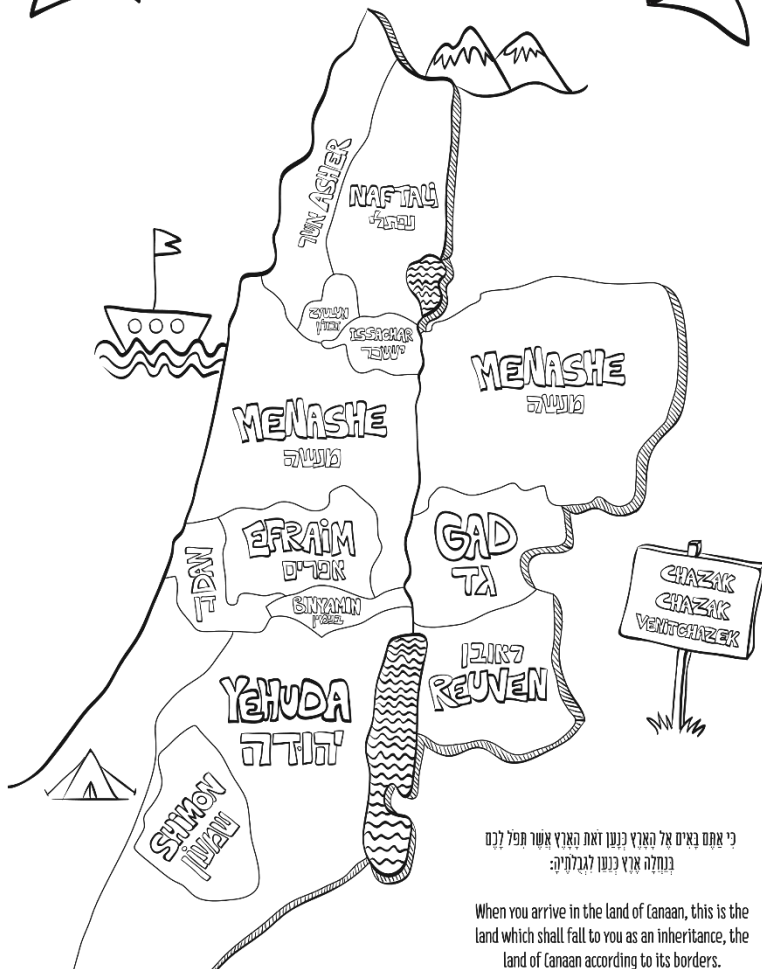 ASHER אשר
NAFTALi
נפתלי
ISSACHAR
יששכר
MENASHE
מנשה
MENASHE
מנשה
EFRAiM
אפרים
GAD
גד
DAN דן
BINYAMIN
בנימין
CHAZAK
CHAZAK
VENITCHAZEK
ראובן
REUVEN
YEHUDA
יהודה
SHIMON
שמעון
כִּי אַתֶּם בָּאִים אֶל הָאָרֶץ כְּנָעַן זֹאת הָאָרֶץ אֲשֶׁר תִּפֹּל לָכֶם
בְּנַחֲלָה אֶרֶץ כְּנַעַן לִגְבֻלֹתֶיהָ:
When you arrive in the land of Canaan, this is the
land which shall fall to you as an inheritance, the
land of Canaan according to its borders.